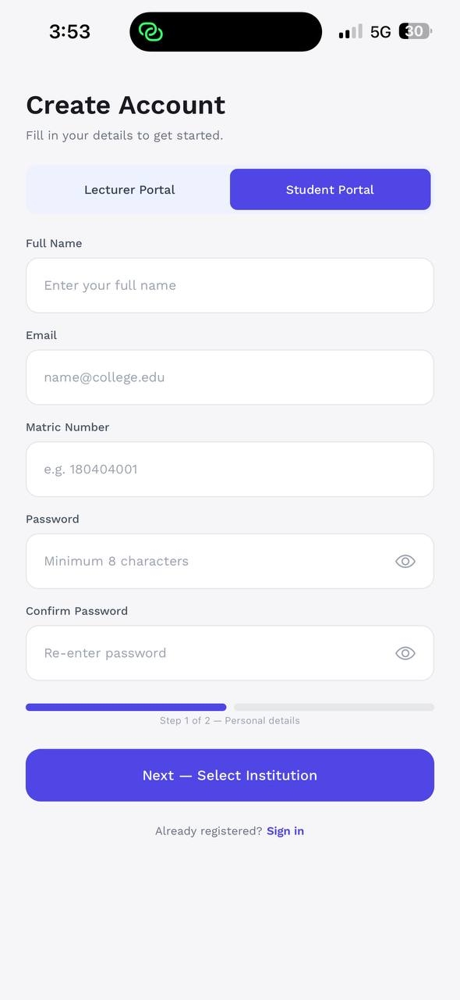 3:53
5G
30
Create Account
Fill in your details to get started.
Lecturer Portal
Student Portal
Full Name
Enter your full name
Email
name@college.edu
Matric Number
e.g. 180404001
Password
Minimum 8 characters
Confirm Password
Re-enter password
Step 1 of 2 — Personal details
Next — Select Institution
Already registered? Sign in